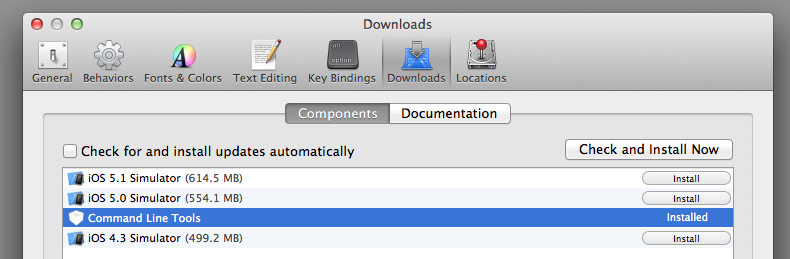 Downloads
General Behaviors Fonts & Colors Text Editing Key Bindings Downloads Locations
Components Documentation
Check for and install updates automatically Check and Install Now
iOS 5.1 Simulator (614.5 MB) Install
iOS 5.0 Simulator (554.1 MB) Install
Command Line Tools Installed
iOS 4.3 Simulator (499.2 MB) Install